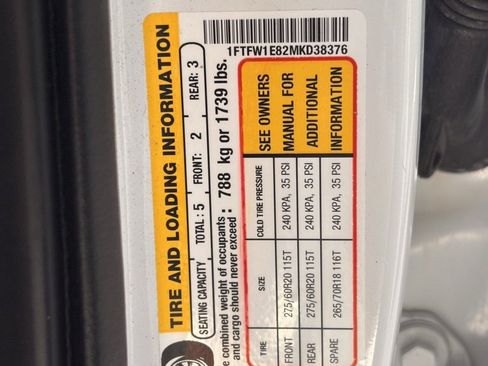 1FTFW1E82MKD38376
TIRE AND LOADING INFORMATION
SEATING CAPACITY TOTAL : 5 FRONT: 2 REAR: 3
e combined weight of occupants
and cargo should never exceed : 788 kg or 1739 lbs.
TIRE SIZE COLD TIRE PRESSURE
FRONT 275/60R20 115T 240 KPA, 35 PSI
REAR 275/60R20 115T 240 KPA, 35 PSI
SPARE 265/70R18 116T 240 KPA, 35 PSI
SEE OWNERS
MANUAL FOR
ADDITIONAL
INFORMATION